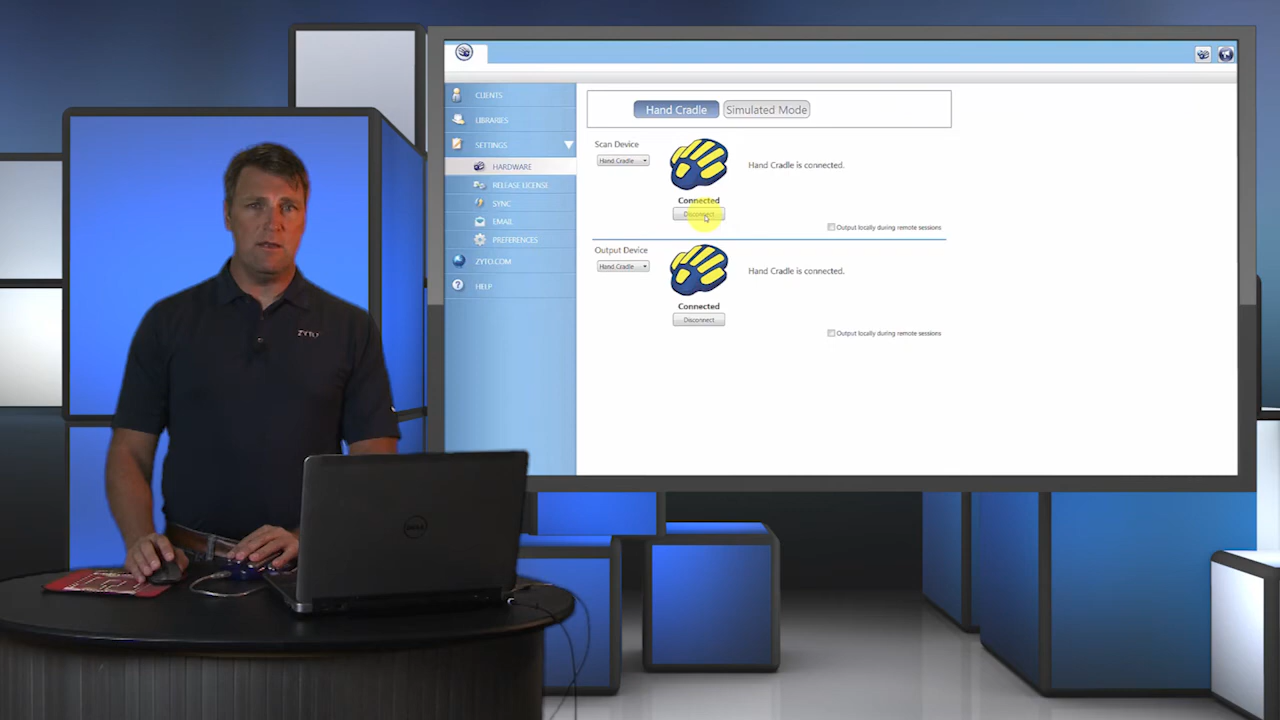 CLIENTS
LIBRARIES
SETTINGS
HARDWARE
RELEASE LICENSE
SYNC
EMAIL
PREFERENCES
ZYTO.COM
HELP
Hand Cradle
Simulated Mode
Scan Device
Hand Cradle
Hand Cradle is connected.
Connected
Disconnect
Output locally during remote sessions
Output Device
Hand Cradle
Hand Cradle is connected.
Connected
Disconnect
Output locally during remote sessions
ZYTO
DELL